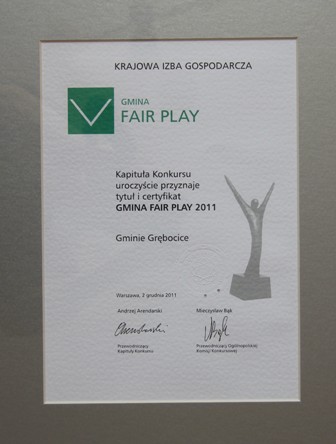 KRAJOWA IZBA GOSPODARCZA
GMINA
FAIR PLAY
Kapituła Konkursu
uroczyście przyznaje
tytuł i certyfikat
GMINA FAIR PLAY 2011
Gminie Grębocice
Warszawa, 2 grudnia 2011
Andrzej Arendarski
Mieczysław Bąk
Przewodniczący
Kapituły Konkursu
Przewodniczący Ogólnopolskiej
Komisji Konkursowej